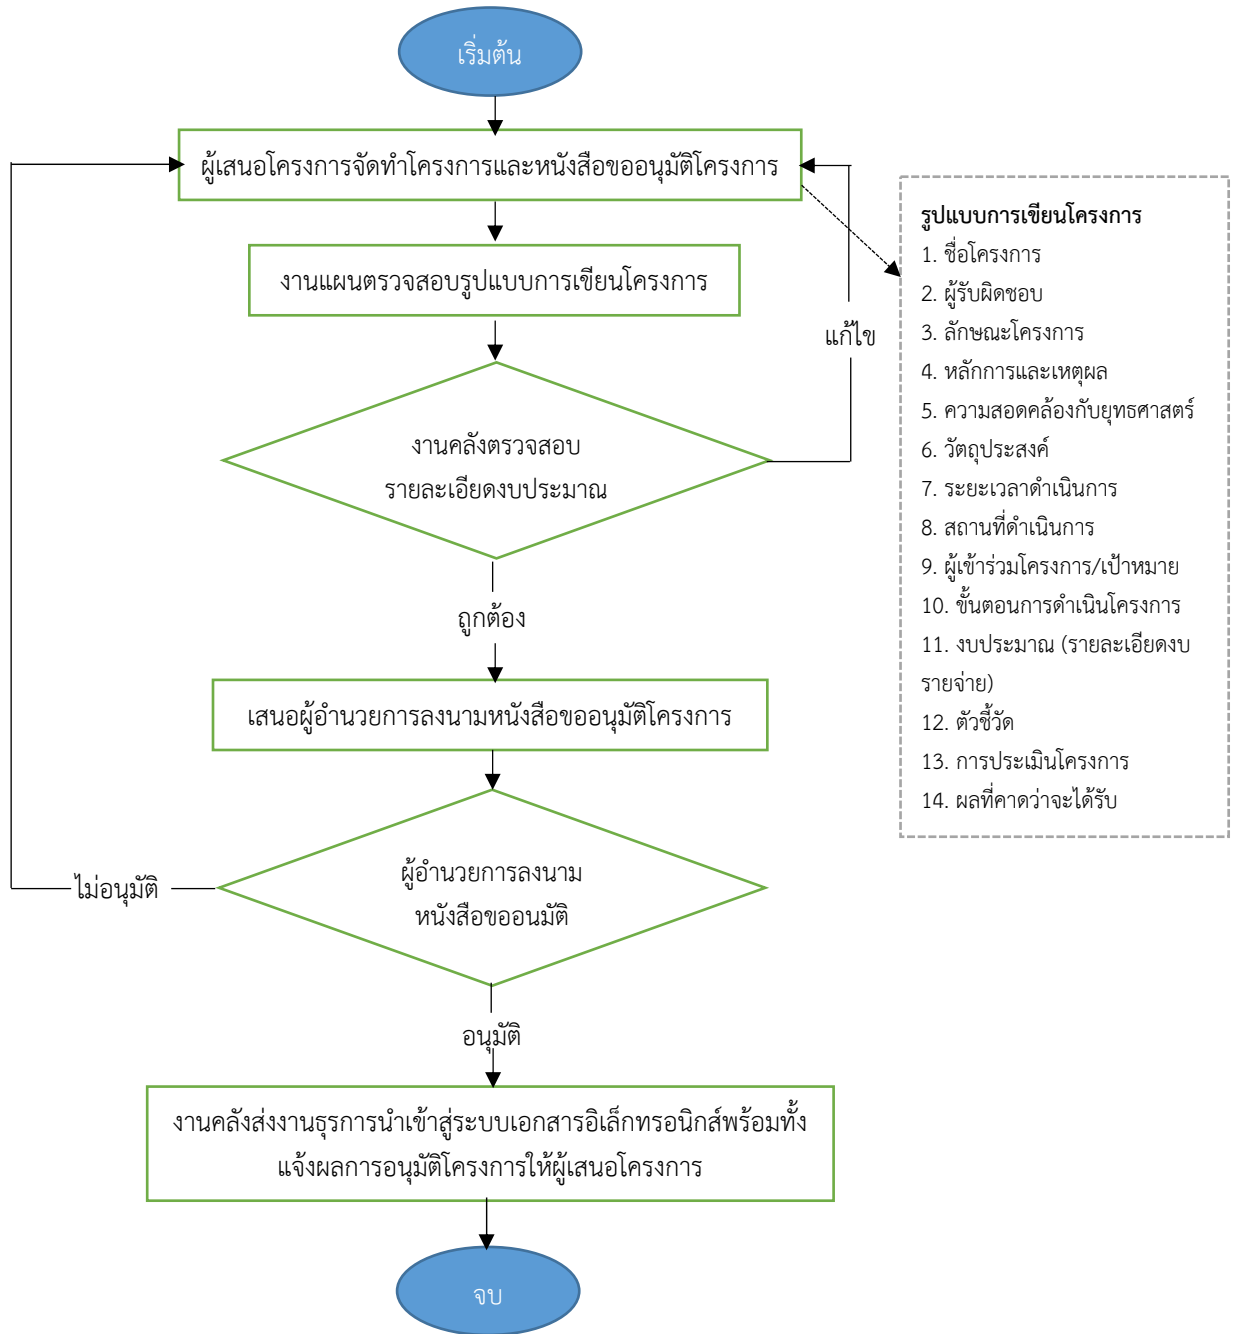 เริ่มต้น
ผู้เสนอโครงการจัดทำโครงการและหนังสือขออนุมัติโครงการ
งานแผนตรวจสอบรูปแบบการเขียนโครงการ
แก้ไข
งานคลังตรวจสอบ
รายละเอียดงบประมาณ
ถูกต้อง
เสนอผู้อำนวยการลงนามหนังสือขออนุมัติโครงการ
ผู้อำนวยการลงนาม
หนังสือขออนมัติ
ไม่อนุมัติ
อนุมัติ
งานคลังส่งงานธุรการนำเข้าสู่ระบบเอกสารอิเล็กทรอนิกส์พร้อมทั้ง
แจ้งผลการอนุมัติโครงการให้ผู้เสนอโครงการ
จบ
รูปแบบการเขียนโครงการ
1. ชื่อโครงการ
2. ผู้รับผิดชอบ
3. ลักษณะโครงการ
4. หลักการและเหตุผล
5. ความสอดคล้องกับยุทธศาสตร์
6. วัตถุประสงค์
7. ระยะเวลาดำเนินการ
8. สถานที่ดำเนินการ
9. ผู้เข้าร่วมโครงการ/เป้าหมาย
10. ขั้นตอนการดำเนินโครงการ
11. งบประมาณ (รายละเอียดงบ
รายจ่าย)
12. ตัวชี้วัด
13. การประเมินโครงการ
14. ผลที่คาดว่าจะได้รับ